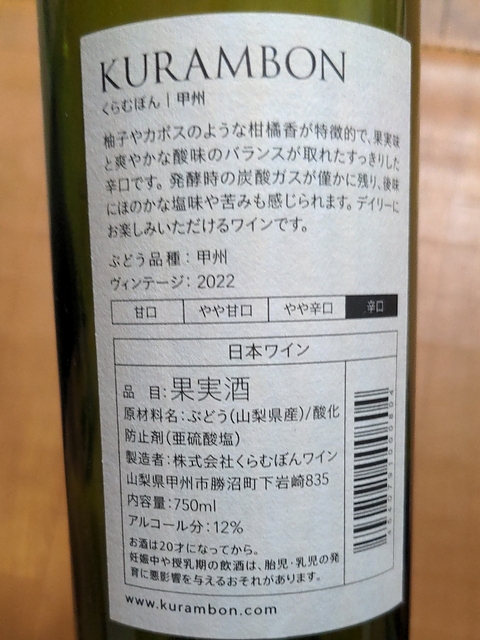 KURAMBON
くらむぼん | 甲州
柚子やカボスのような柑橘香が特徴的で、果実味
と爽やかな酸味のバランスが取れたすっきりした
辛口です。発酵時の炭酸ガスが僅かに残り、後味
にほのかな塩味や苦みも感じられます。デイリーに
お楽しみいただけるワインです。
ぶどう品種：甲州
ヴィンテージ：2022
甘口 やや甘口 やや辛口 辛口
日本ワイン
品 目：果実酒
原材料名：ぶどう(山梨県産)/酸化
防止剤(亜硫酸塩)
製造者：株式会社くらむぼんワイン
山梨県甲州市勝沼町下岩崎835
内容量：750ml
アルコール分：12%
お酒は20才になってから。
妊娠中や授乳期の飲酒は、胎児・乳児の発
育に悪影響を与えるおそれがあります。
www.kurambon.com